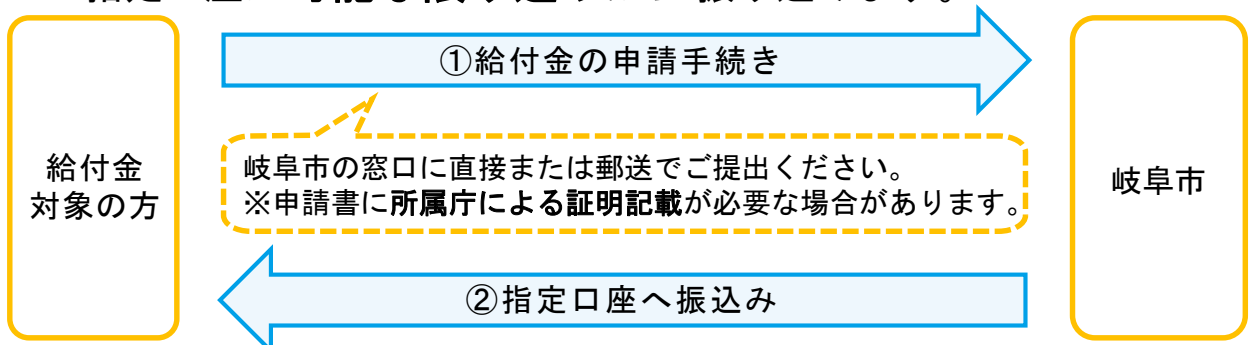 ①給付金の申請手続き
給付金
対象の方
岐阜市の窓口に直接または郵送でご提出ください。
※申請書に所属庁による証明記載が必要な場合があります。
岐阜市
②指定口座へ振込み